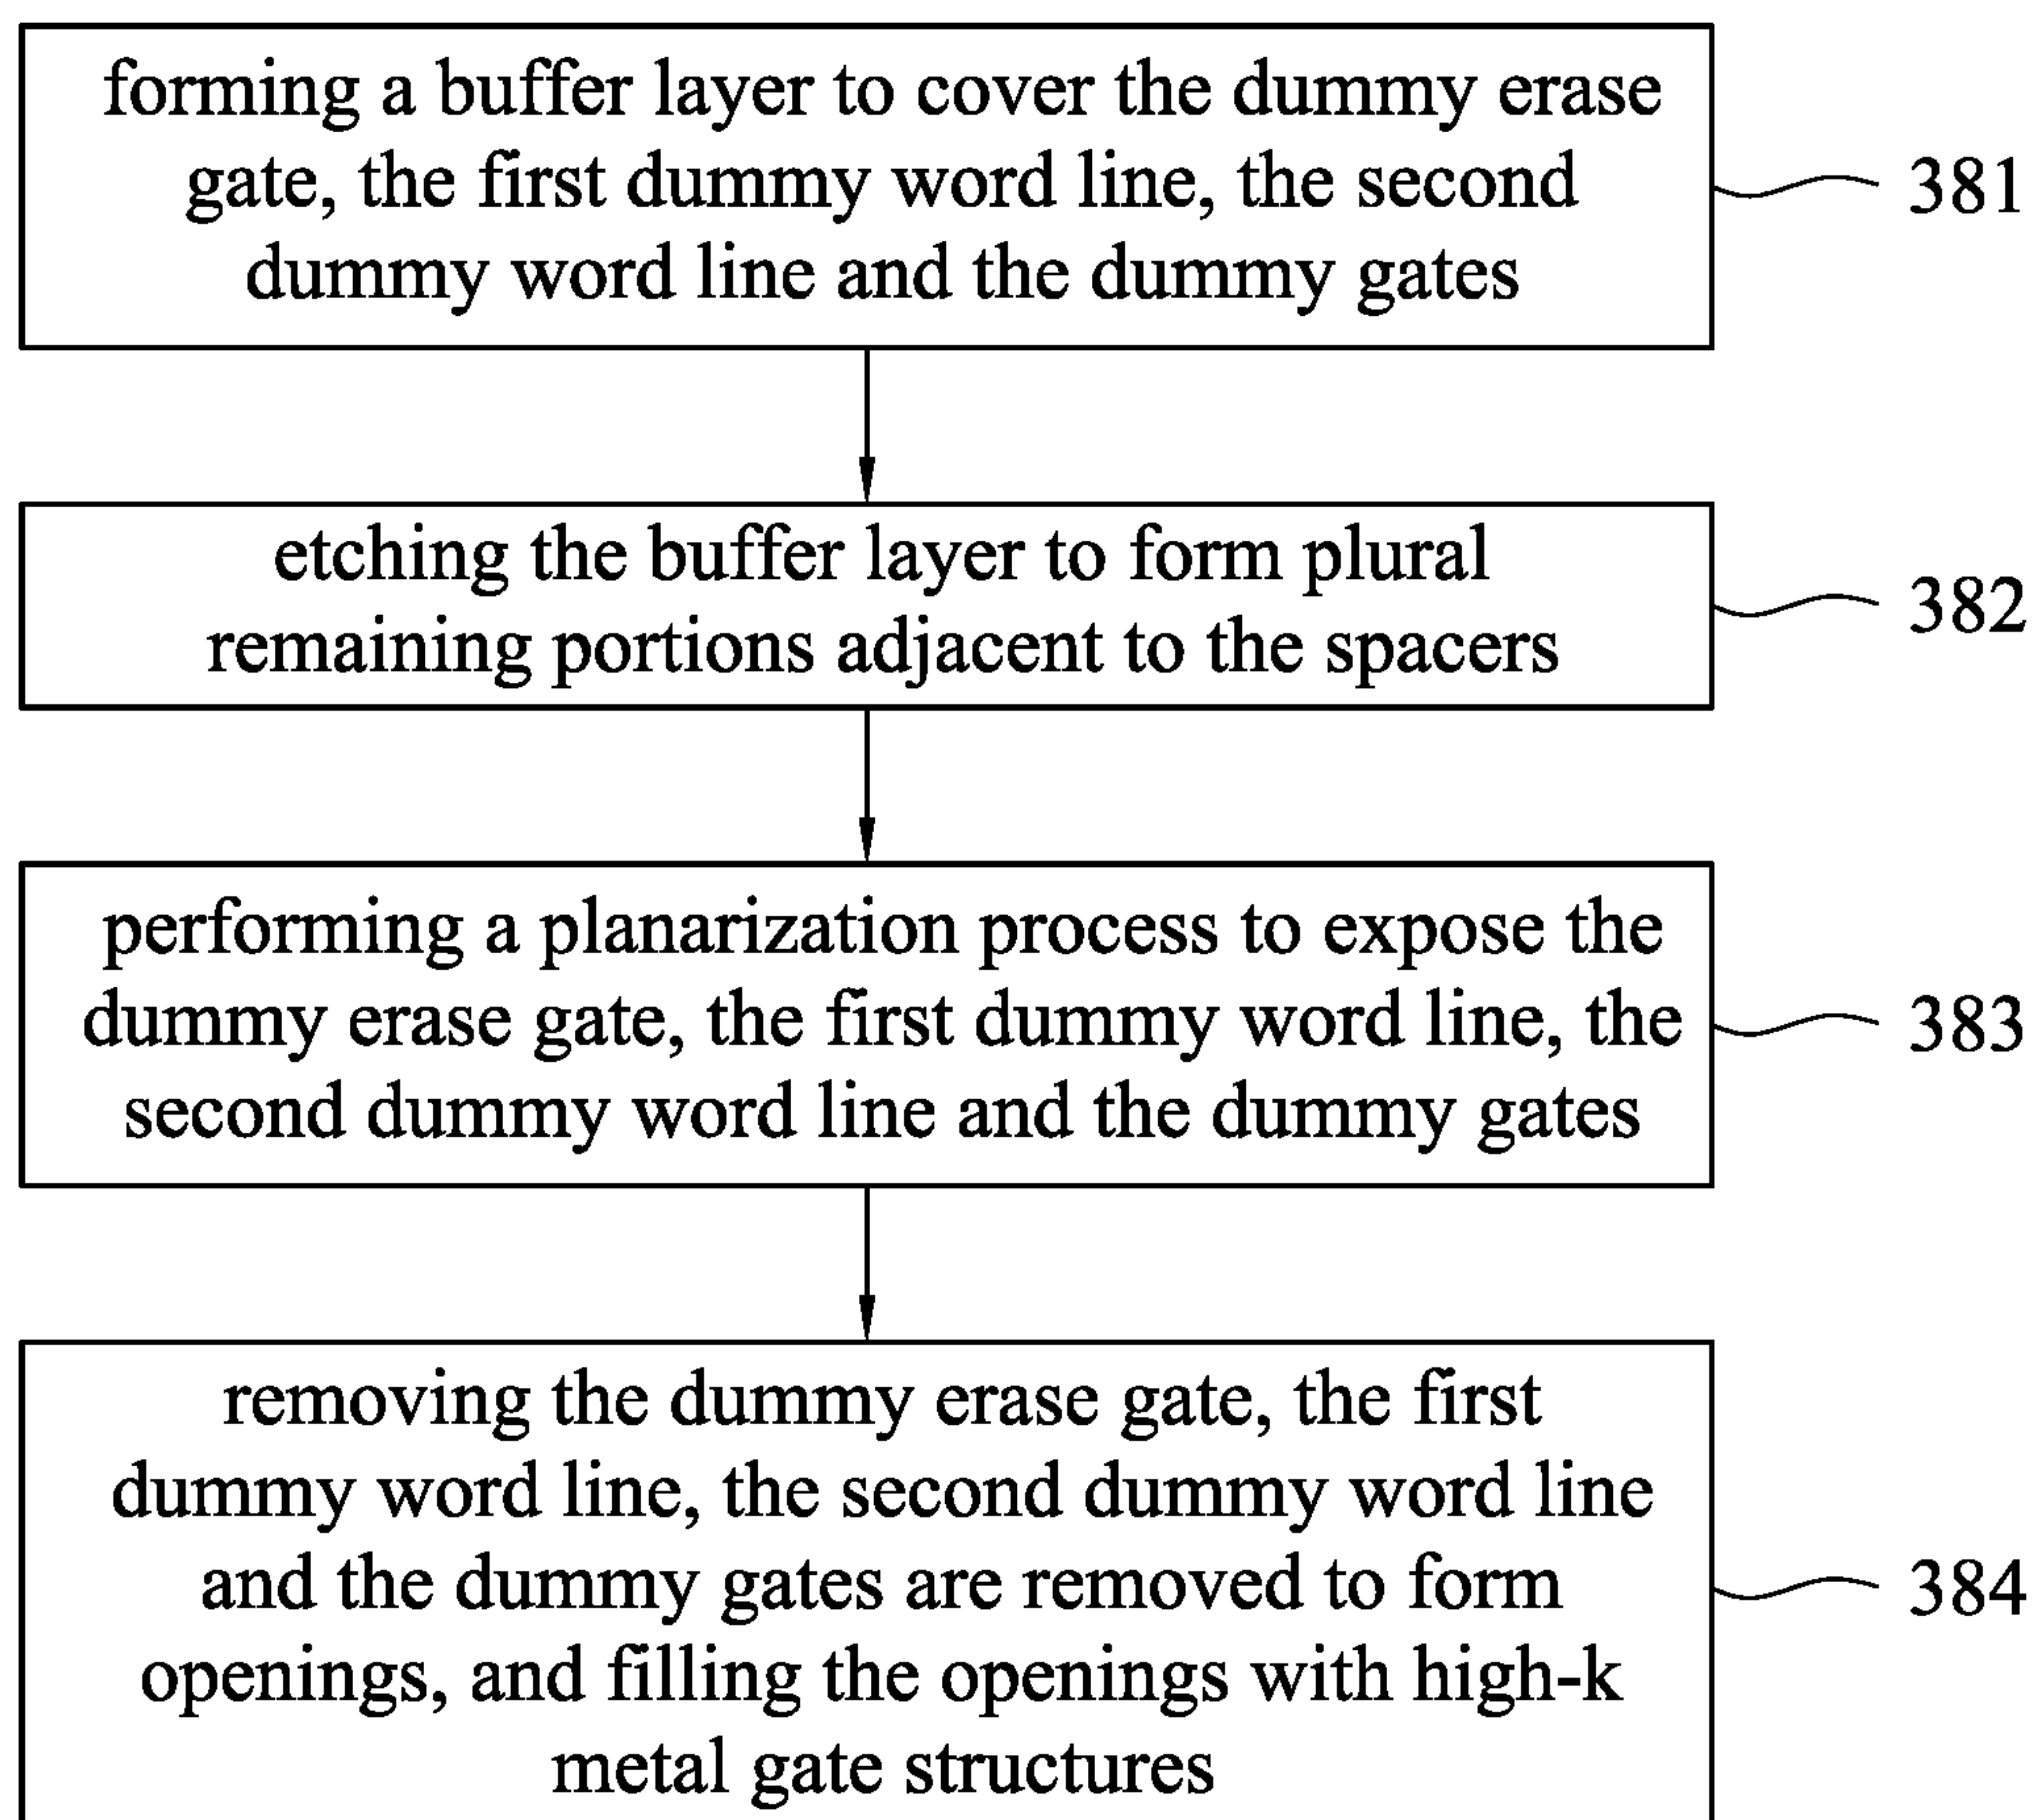 forming a buffer layer to cover the dummy erase
gate, the first dummy word line, the second
dummy word line and the dummy gates
381
etching the buffer layer to form plural
remaining portions adjacent to the spacers
382
performing a planarization process to expose the
dummy erase gate, the first dummy word line, the
second dummy word line and the dummy gates
383
removing the dummy erase gate, the first
dummy word line, the second dummy word line
and the dummy gates are removed to form
openings, and filling the openings with high-k
metal gate structures
384